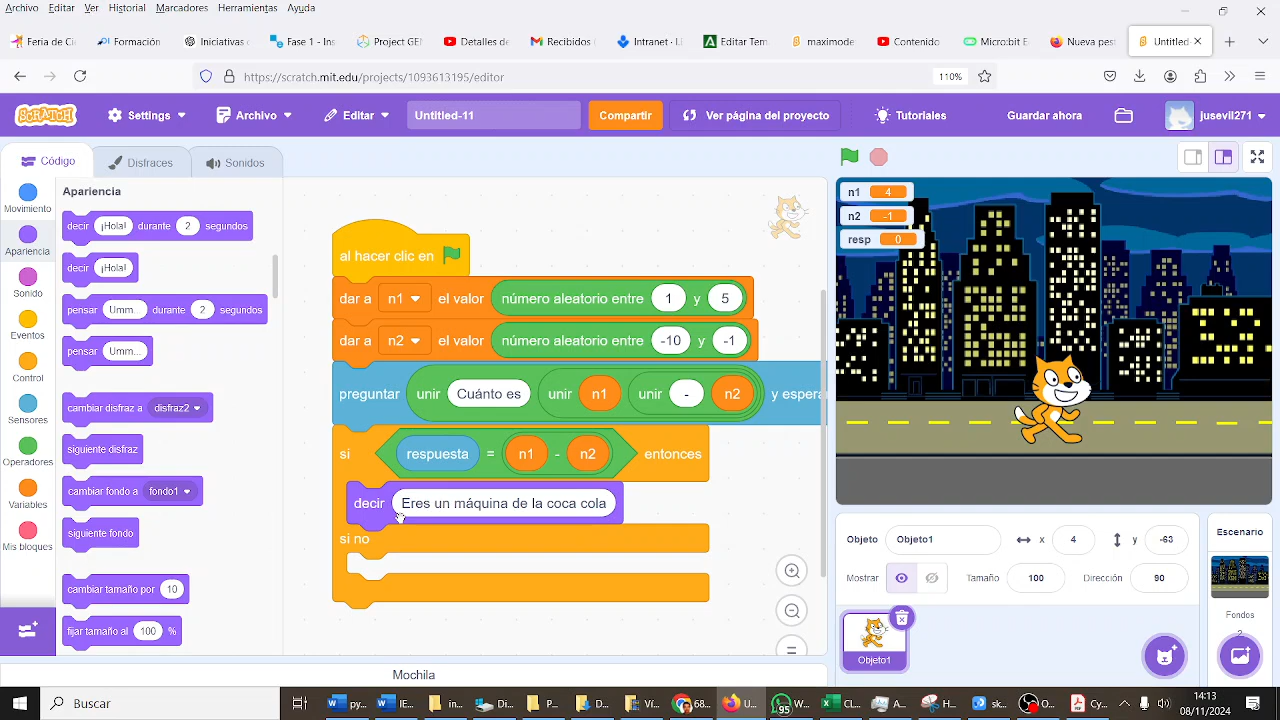 Archivo Editar Ver Historial Marcadores Herramientas Ayuda
Feria de Ci
Formación
Iniciativas
Fase 1 - Ins
Project GEN
Detalles de
Recibidos (
Intranet - Li
Editar Tem
maximode
Contenido
Microbit E
Nueva pest
Untitled-
https://scratch.mit.edu/projects/1093613195/editor
110%
SCRATCH
Settings
Archivo
Editar
Untitled-11
Compartir
Ver página del proyecto
Tutoriales
Guardar ahora
jusevil271
Código
Disfraces
Sonidos
Movimiento
Apariencia
Sonido
Eventos
Control
Sensores
Operadores
Variables
Mis bloques
Apariencia
decir ¡Hola! durante 2 segundos
decir ¡Hola!
pensar Umm... durante 2 segundos
pensar Umm...
cambiar disfraz a disfraz2
siguiente disfraz
cambiar fondo a fondo1
siguiente fondo
cambiar tamaño por 10
fijar tamaño al 100 %
al hacer clic en
dar a n1 el valor número aleatorio entre 1 y 5
dar a n2 el valor número aleatorio entre -10 y -1
preguntar unir Cuánto es unir n1 unir - n2 y espera
si respuesta = n1 - n2 entonces
decir Eres un máquina de la coca cola
si no
n1 4
n2 -1
resp 0
Objeto Objeto1 x 4 y -63
Mostrar Tamaño 100 Dirección 90
Objeto1
Escenario
Fondos
2
Mochila
Buscar
95
14:13
08/11/2024